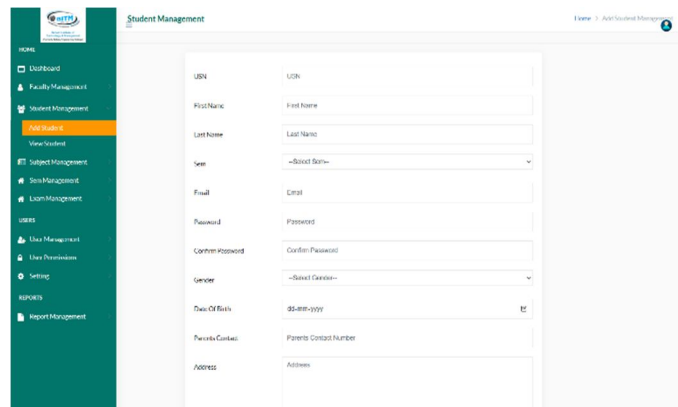 Student Management
Home > Add Student Management
HOME
Dashboard
Faculty Management
Student Management
Add Student
View Student
Subject Management
Sem Management
Exam Management
USERS
User Management
User Permissions
Setting
REPORTS
Report Management
USN
USN
First Name
First Name
Last Name
Last Name
Sem
--Select Sem--
Email
Email
Password
Password
Confirm Password
Confirm Password
Gender
--Select Gender--
Date Of Birth
dd-mm-yyyy
Parents Contact
Parents Contact Number
Address
Address